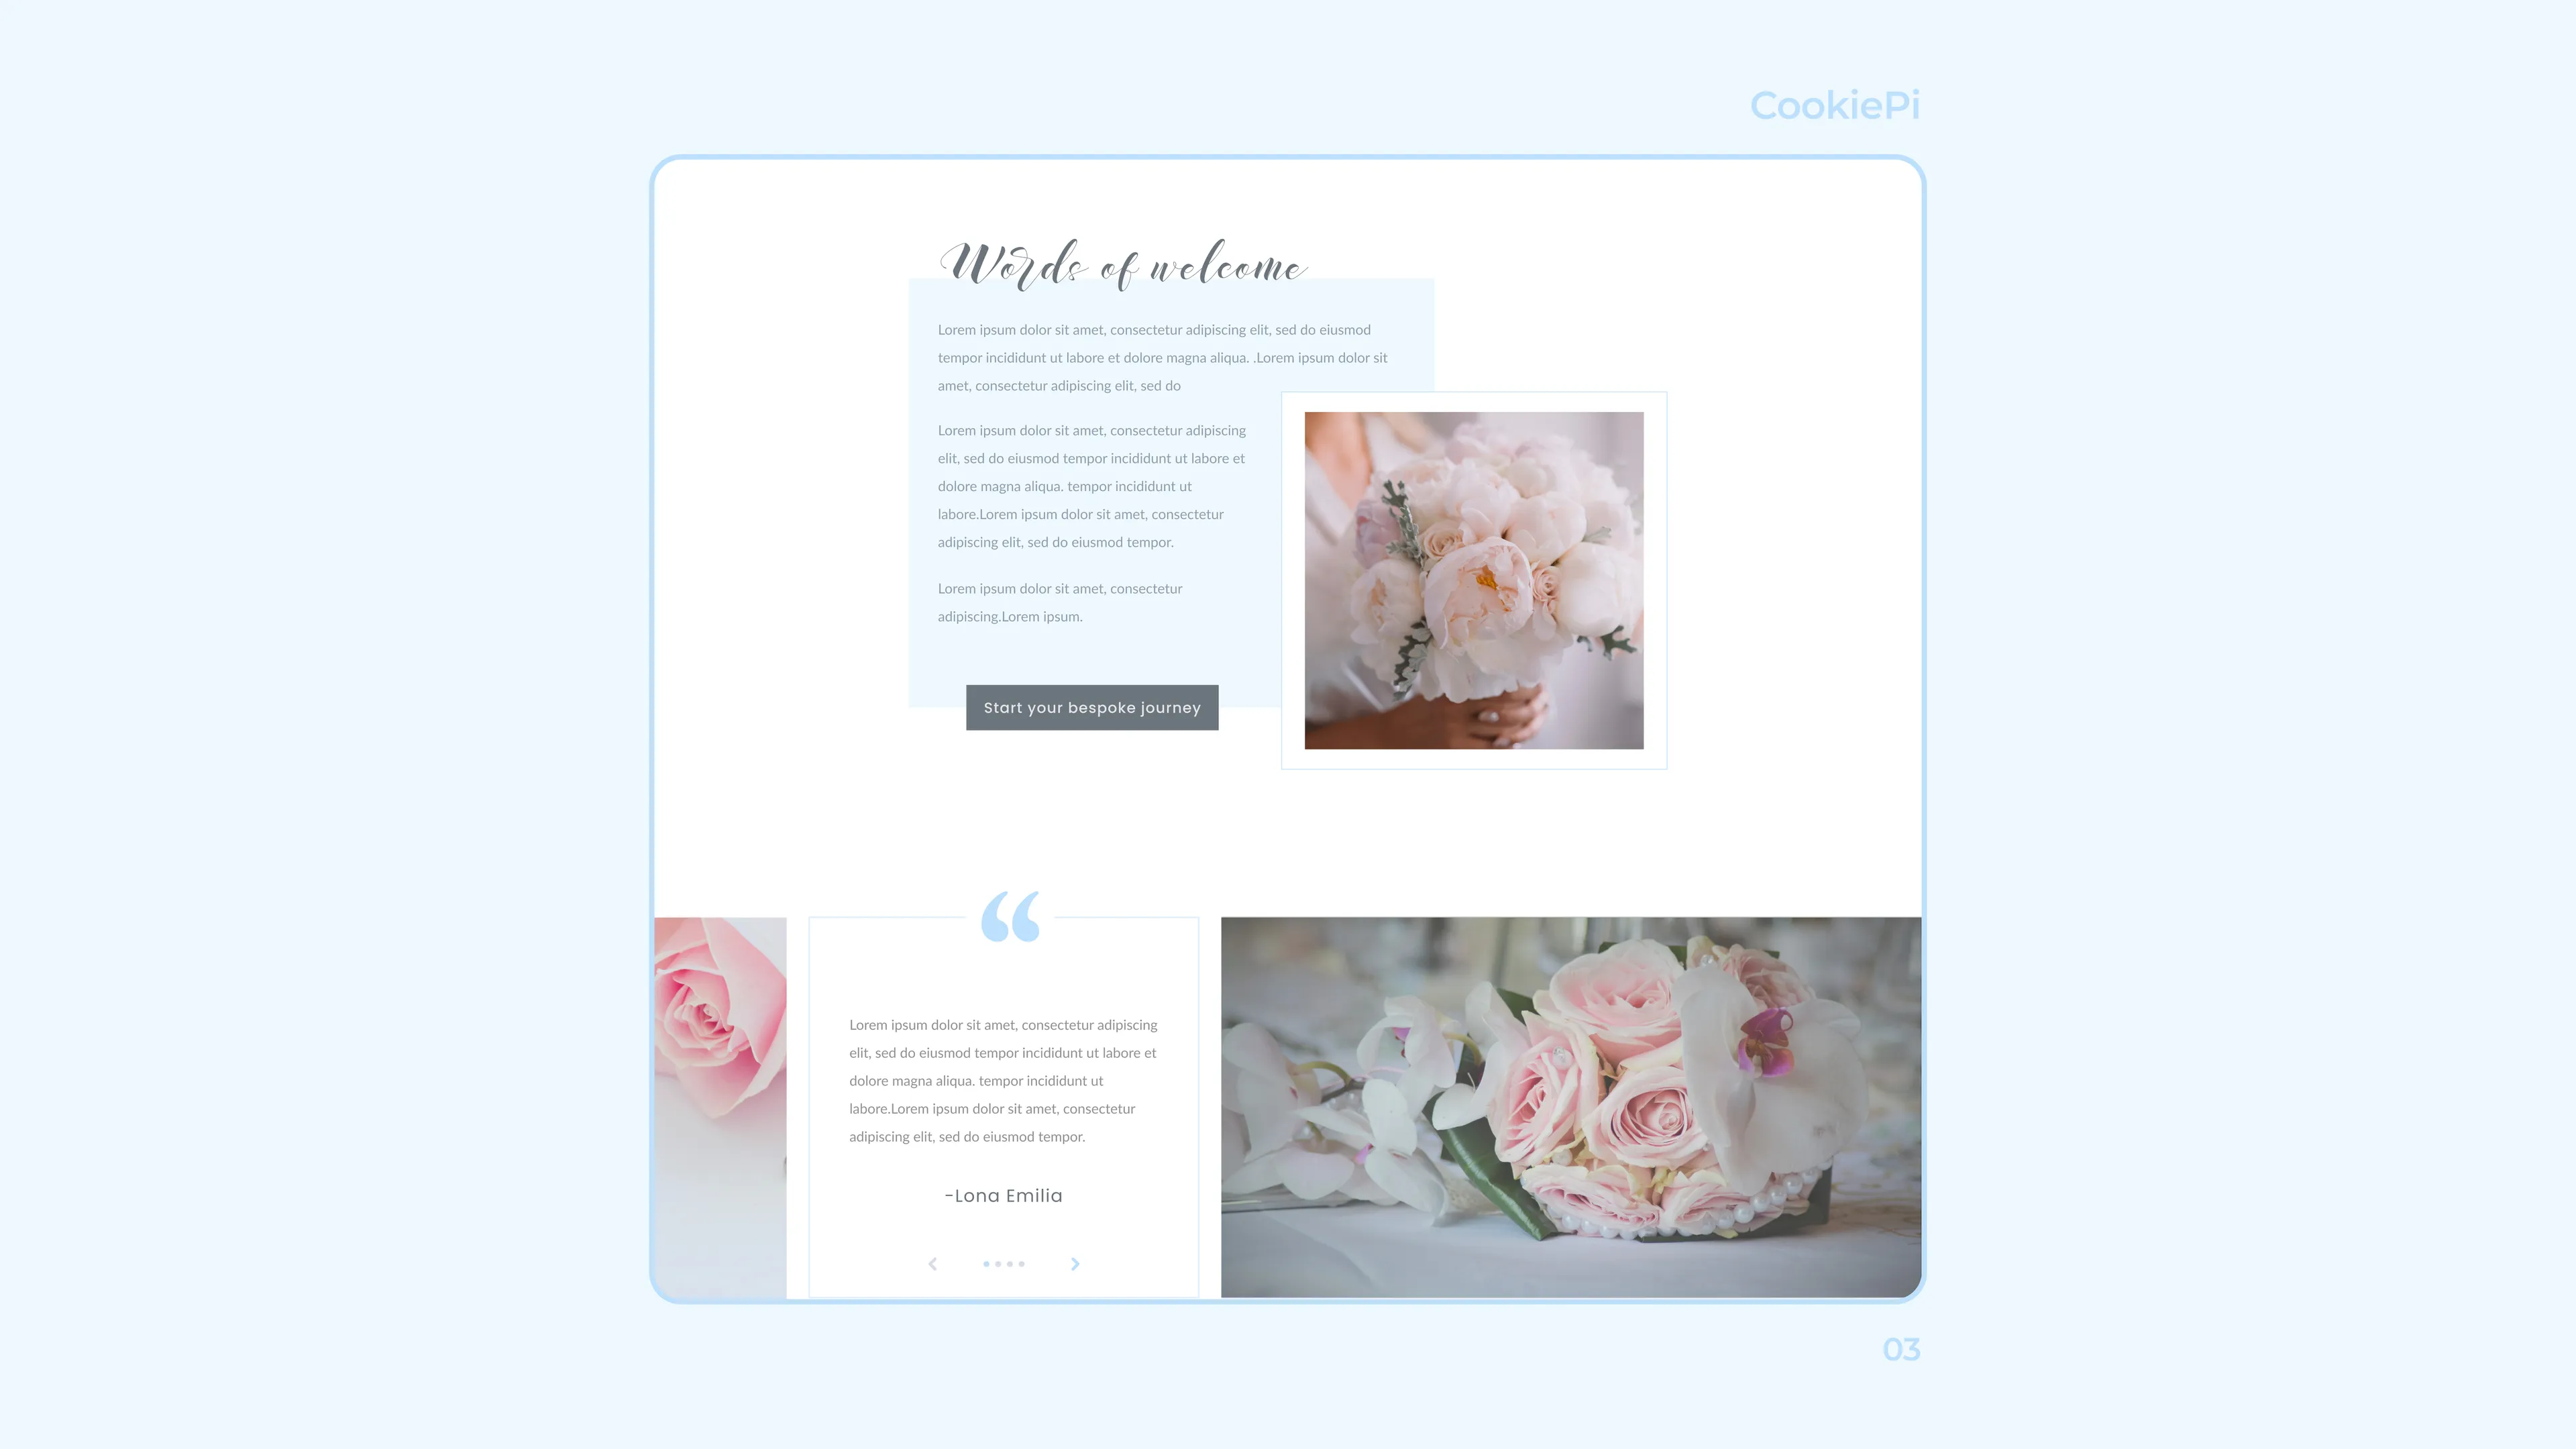 CookiePi
Words of welcome
Lorem ipsum dolor sit amet, consectetur adipiscing elit, sed do eiusmod
tempor incididunt ut labore et dolore magna aliqua. .Lorem ipsum dolor sit
amet, consectetur adipiscing elit, sed do
Lorem ipsum dolor sit amet, consectetur adipiscing
elit, sed do eiusmod tempor incididunt ut labore et
dolore magna aliqua. tempor incididunt ut
labore.Lorem ipsum dolor sit amet, consectetur
adipiscing elit, sed do eiusmod tempor.
Lorem ipsum dolor sit amet, consectetur
adipiscing.Lorem ipsum.
Start your bespoke journey
“
Lorem ipsum dolor sit amet, consectetur adipiscing
elit, sed do eiusmod tempor incididunt ut labore et
dolore magna aliqua. tempor incididunt ut
labore.Lorem ipsum dolor sit amet, consectetur
adipiscing elit, sed do eiusmod tempor.
-Lona Emilia
03